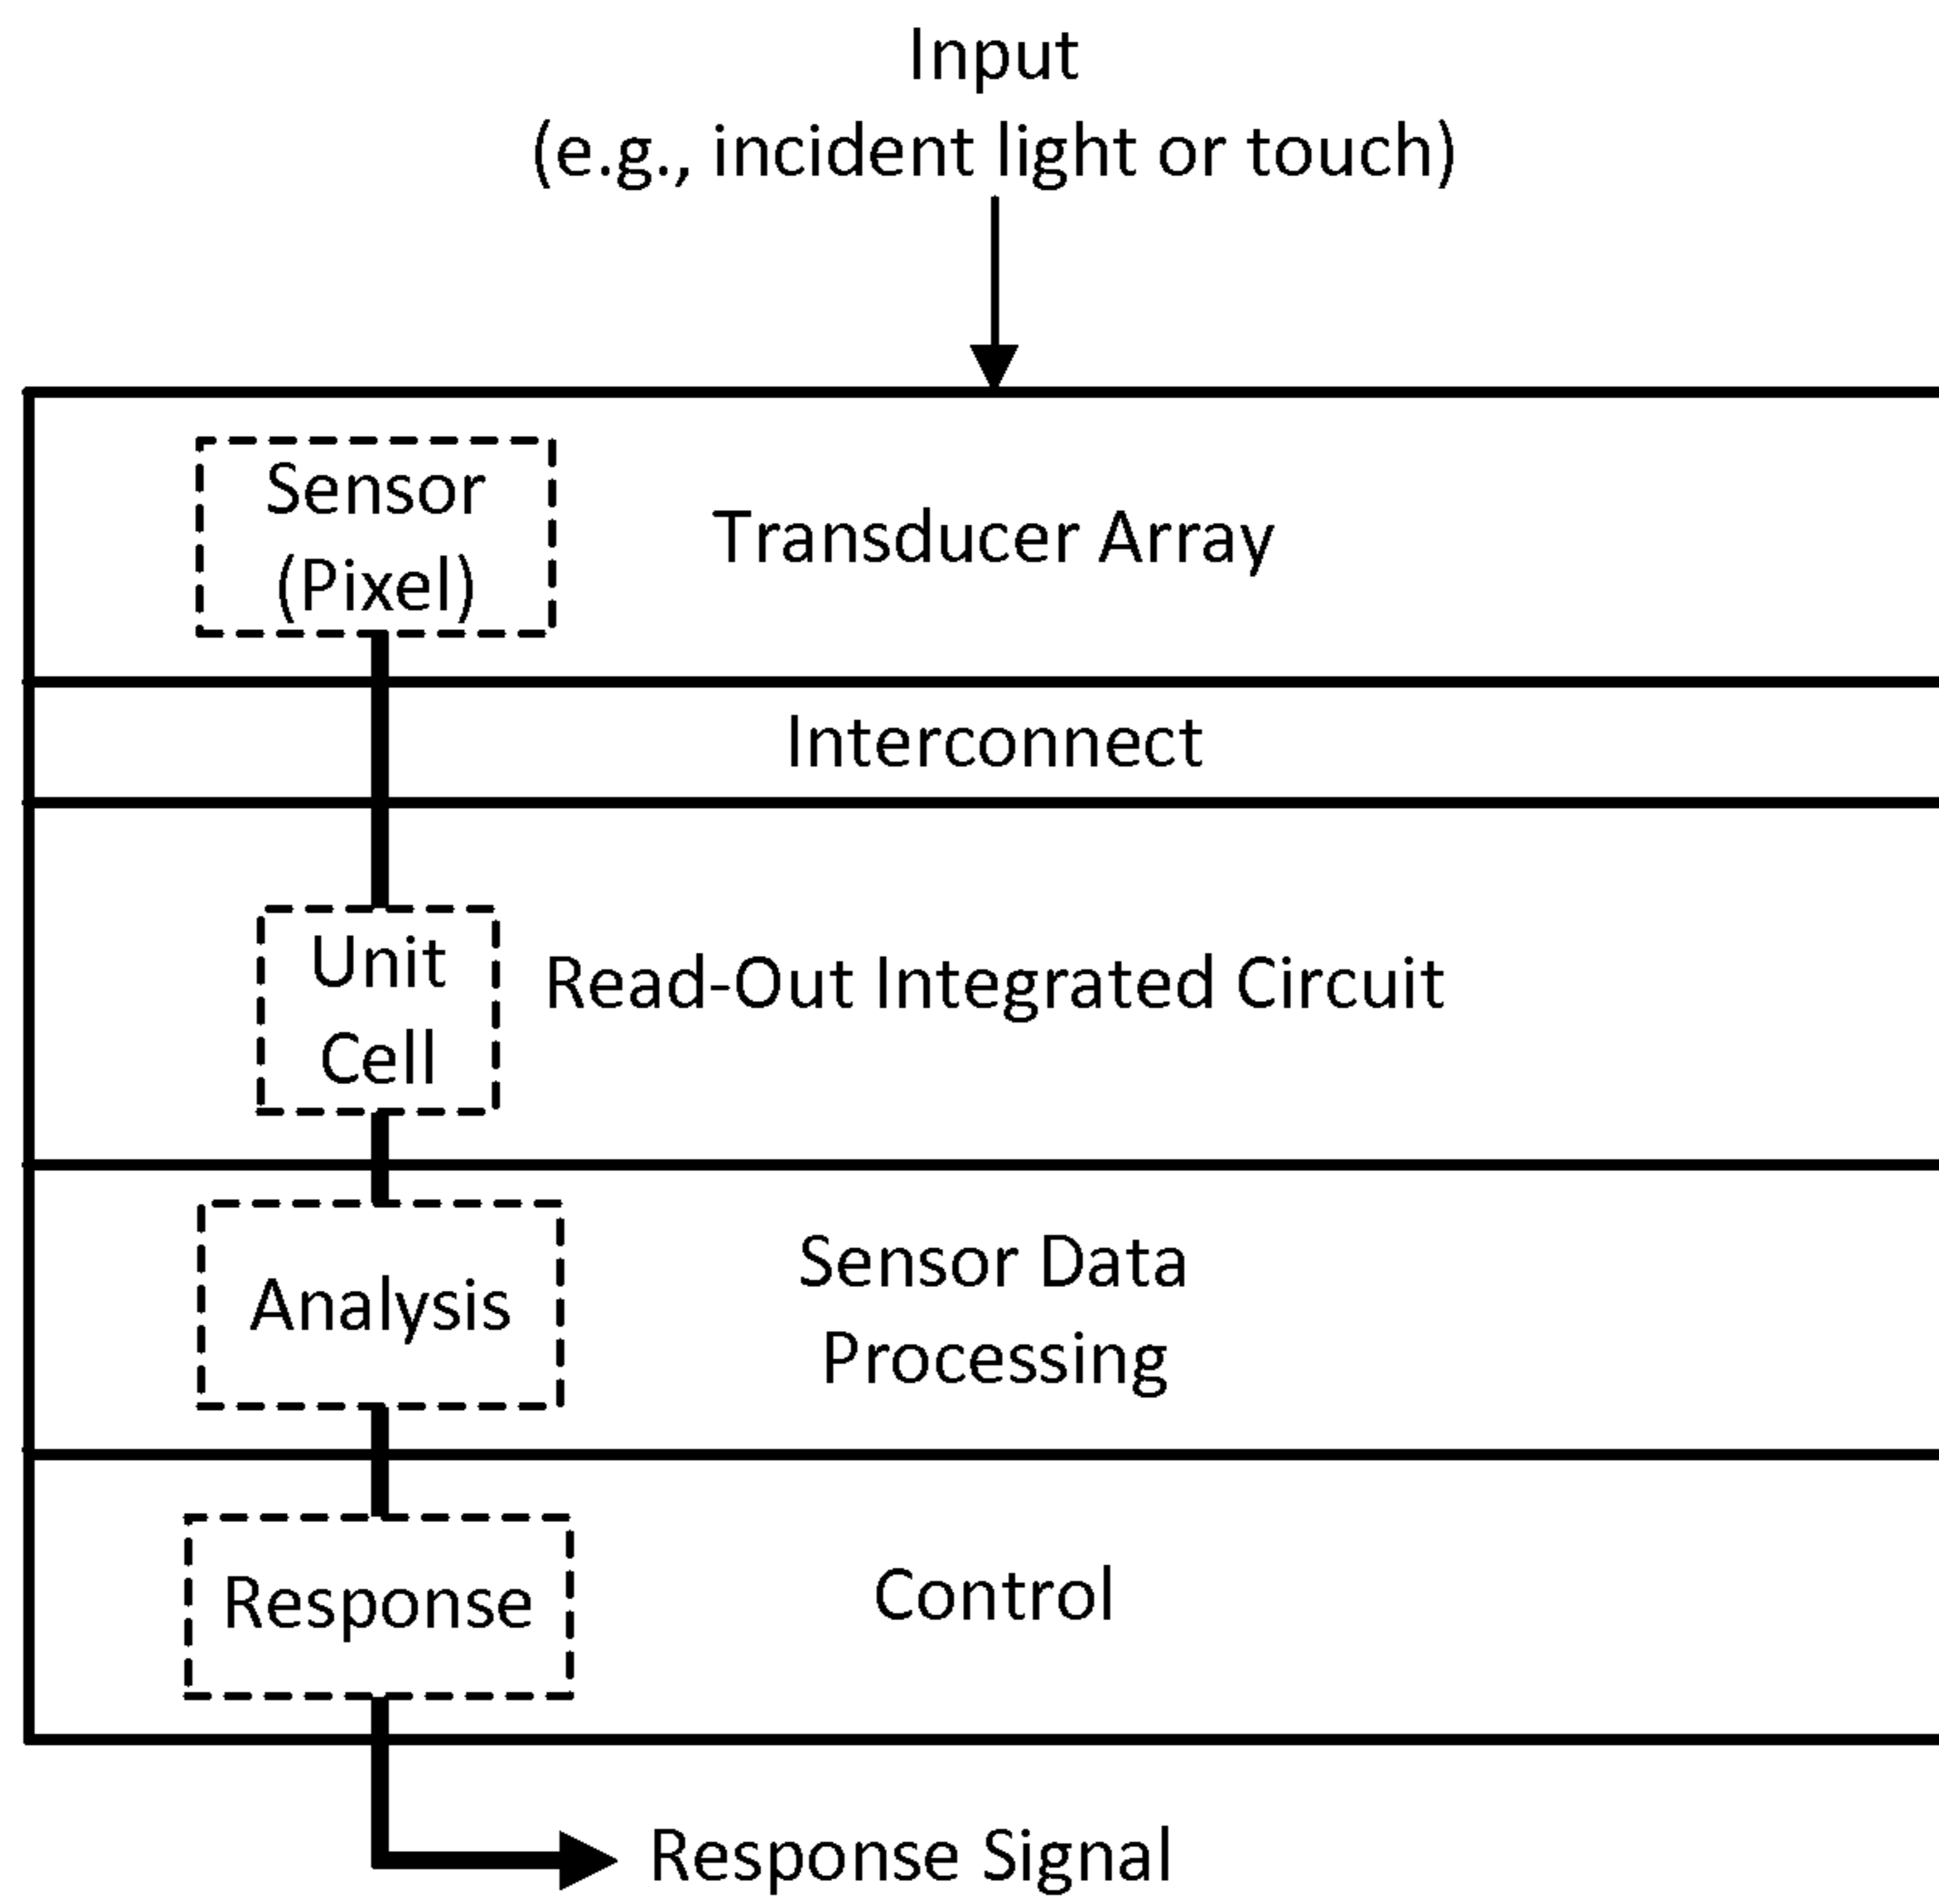 Input
(e.g., incident light or touch)
Sensor
(Pixel)
Transducer Array
Interconnect
Unit
Cell
Read-Out Integrated Circuit
Analysis
Sensor Data
Processing
Response
Control
Response Signal